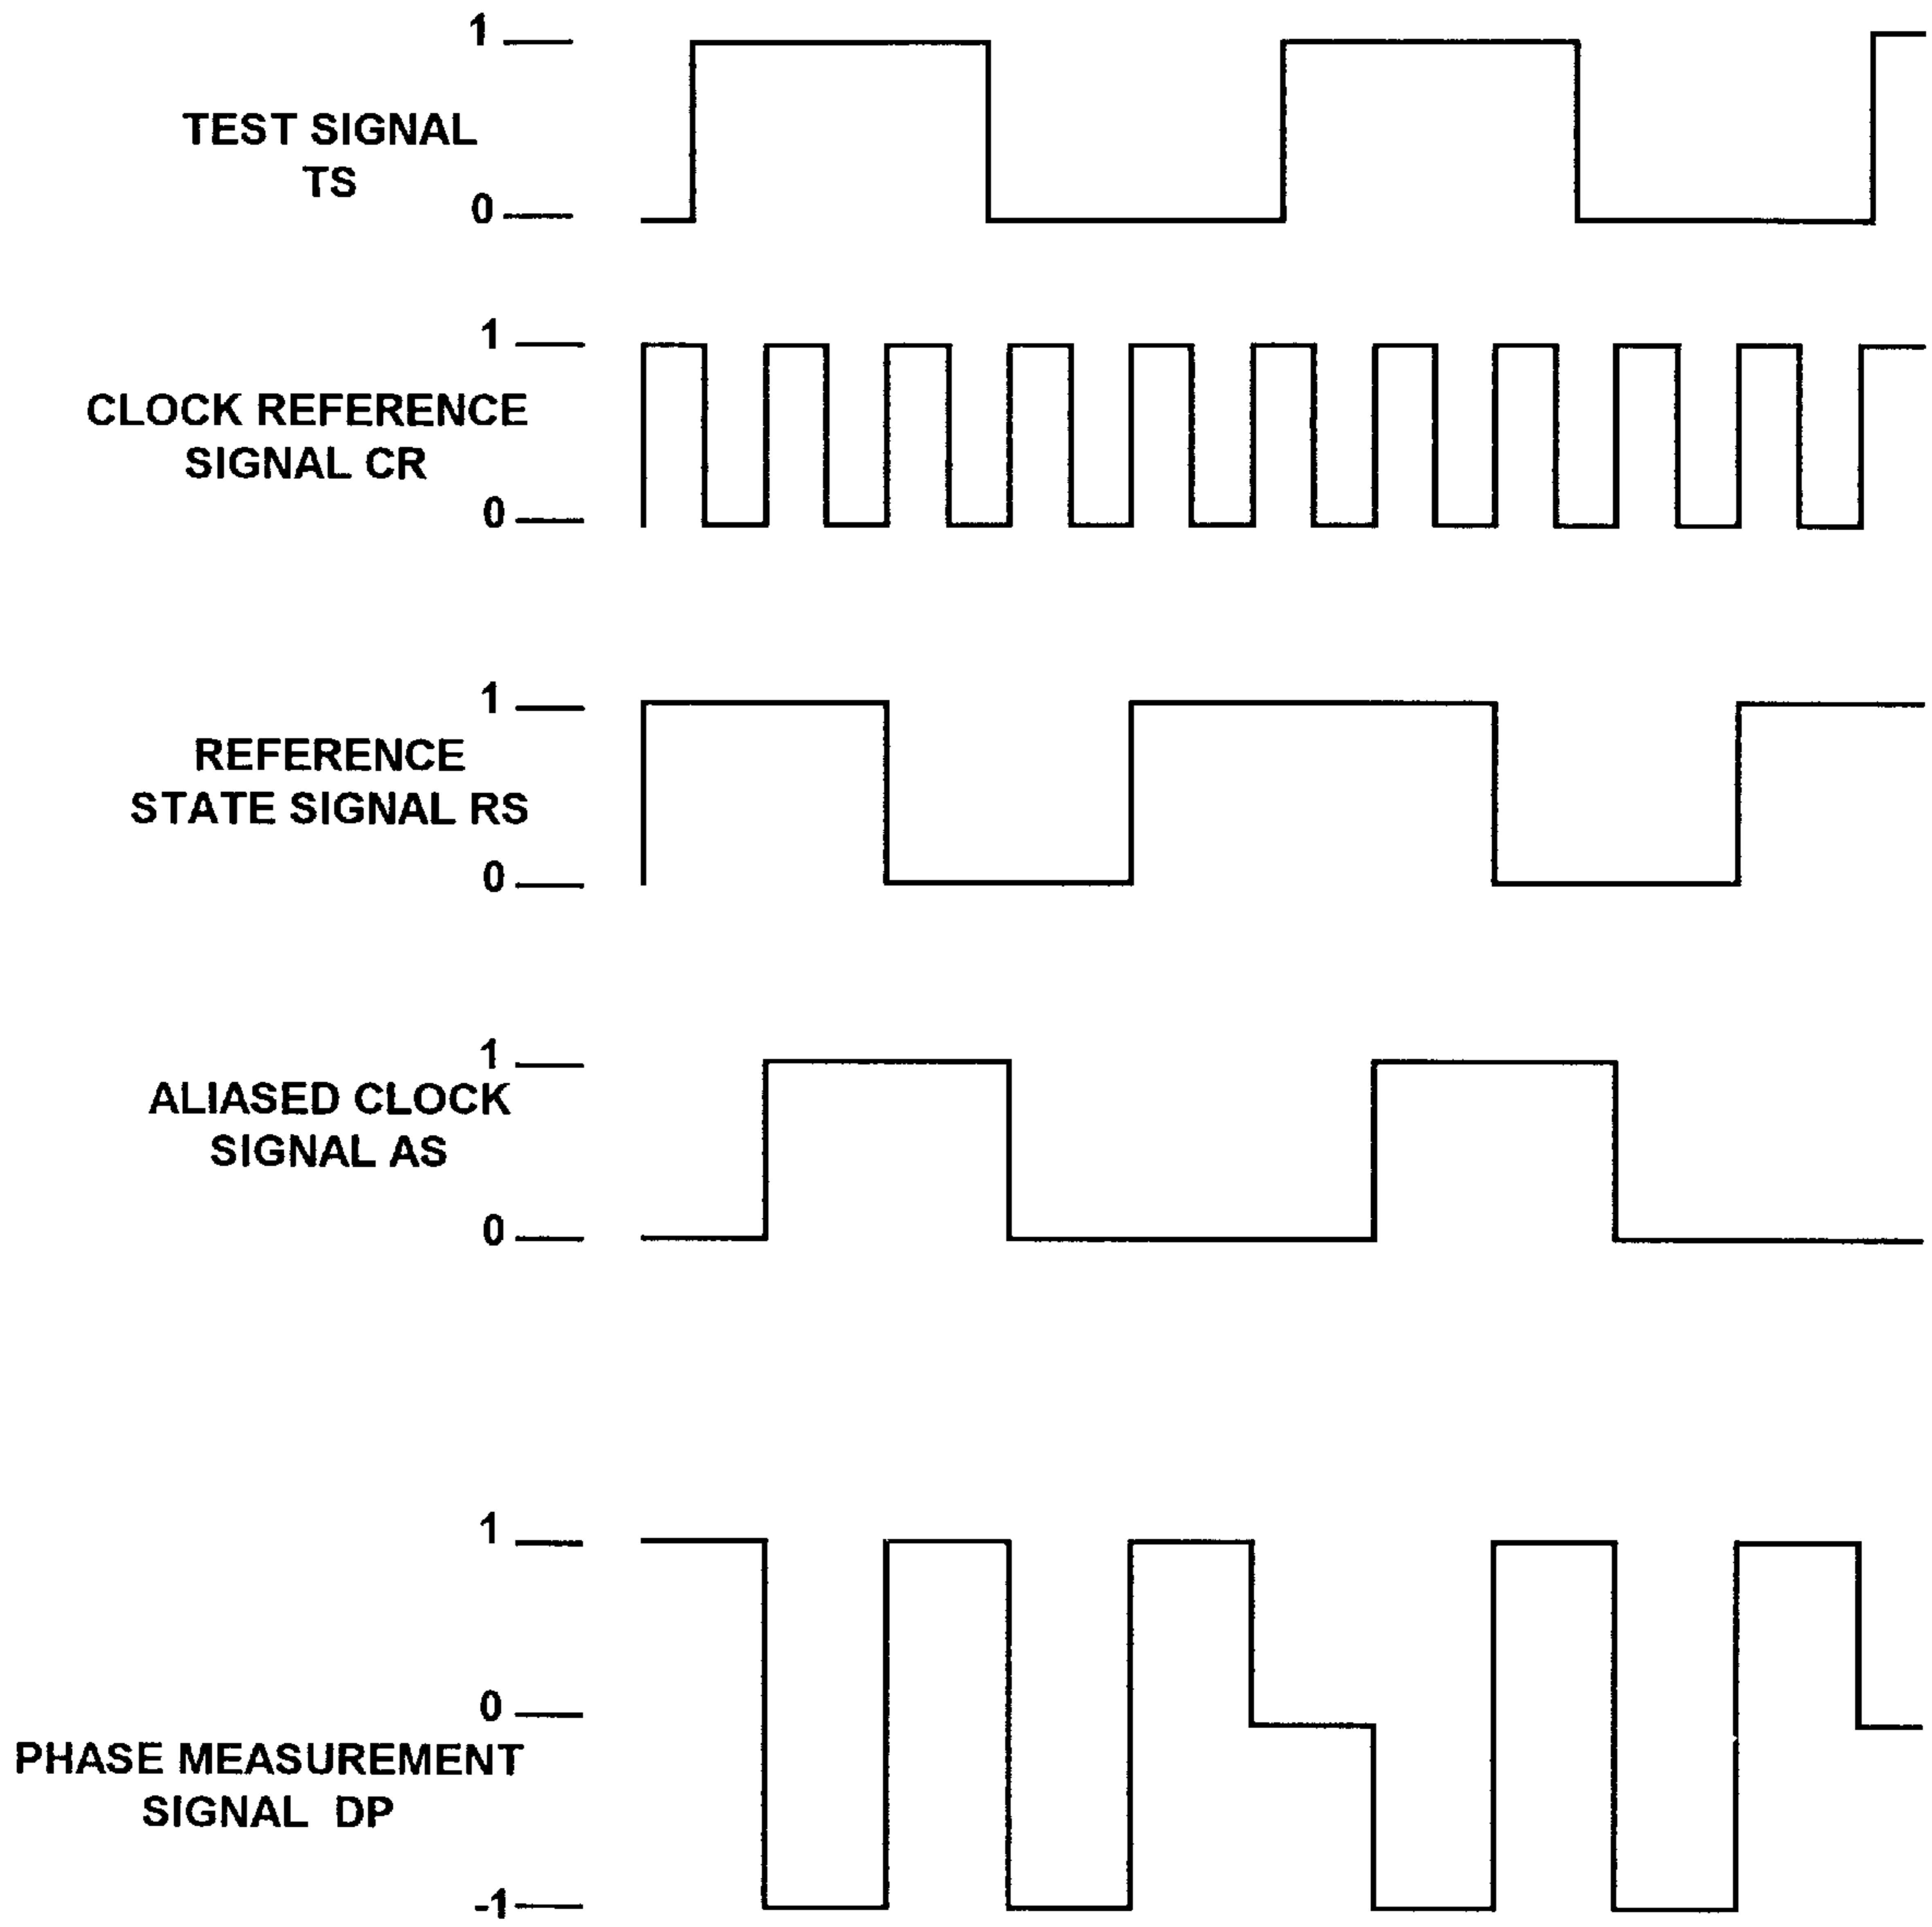 1
TEST SIGNAL
TS
0
1
CLOCK REFERENCE
SIGNAL CR
0
1
REFERENCE
STATE SIGNAL RS
0
1
ALIASED CLOCK
SIGNAL AS
0
1
0
PHASE MEASUREMENT
SIGNAL DP
-1